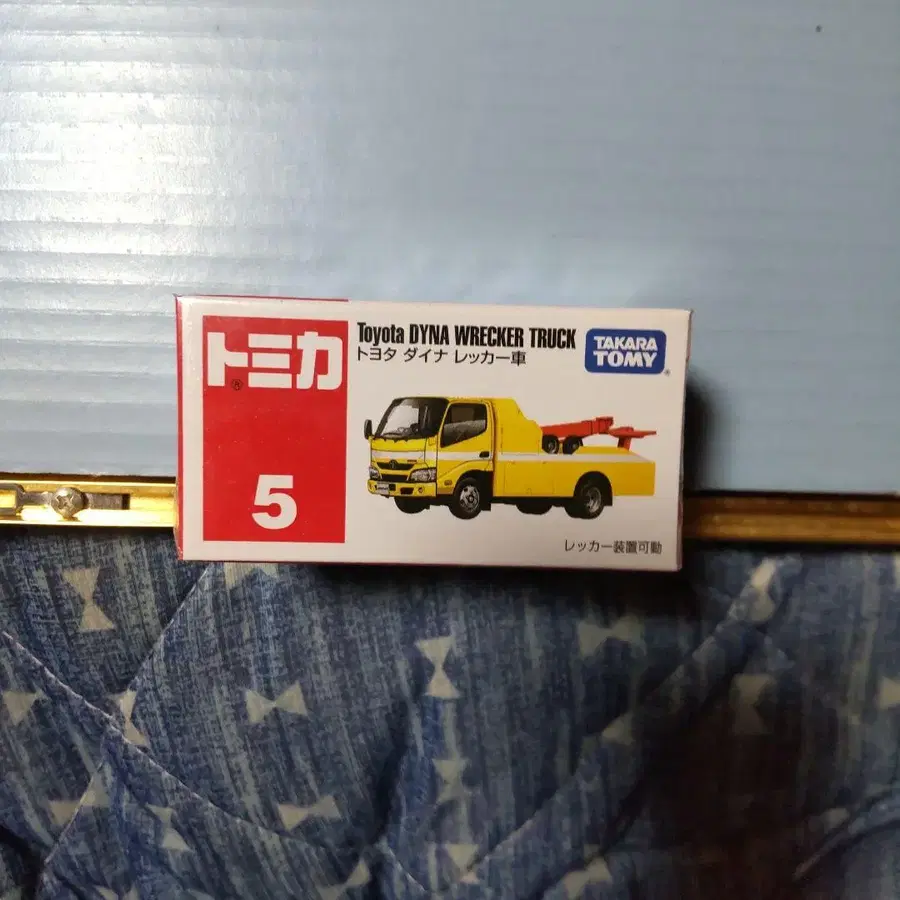 トミカ
5
Toyota DYNA WRECKER TRUCK
トヨタ ダイナ レッカー車
TAKARA
TOMY
レッカー装置可動